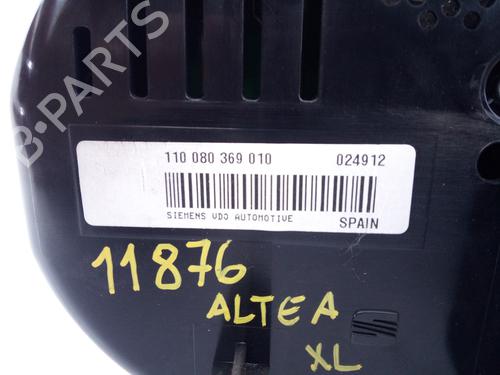 B-PARTS
110 080 369 010 024912
SIEMENS VDO AUTOMOTIVE SPAIN
11876
ALTEA
XL